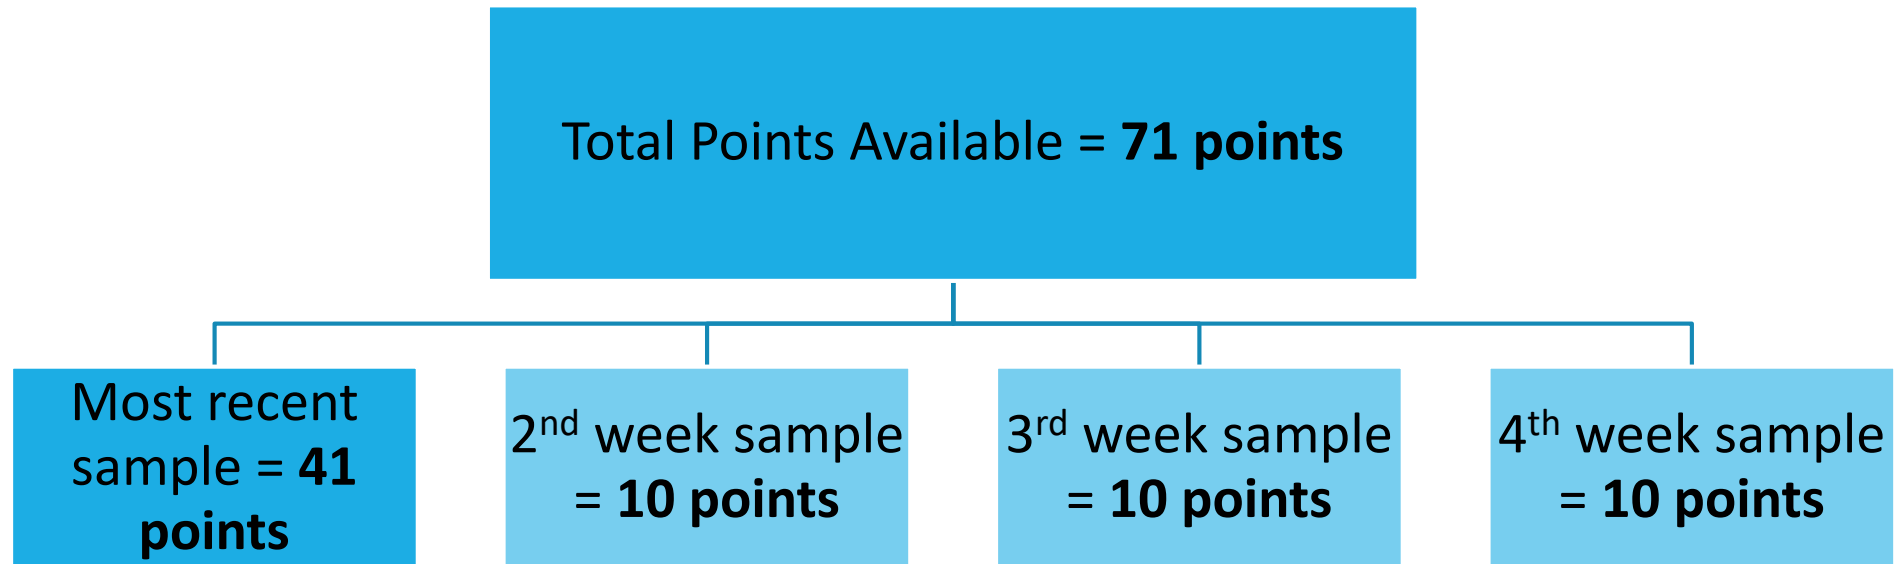 Total Points Available = 71 points
Most recent
sample = 41
points
2nd week sample
= 10 points
3rd week sample
= 10 points
4th week sample
= 10 points